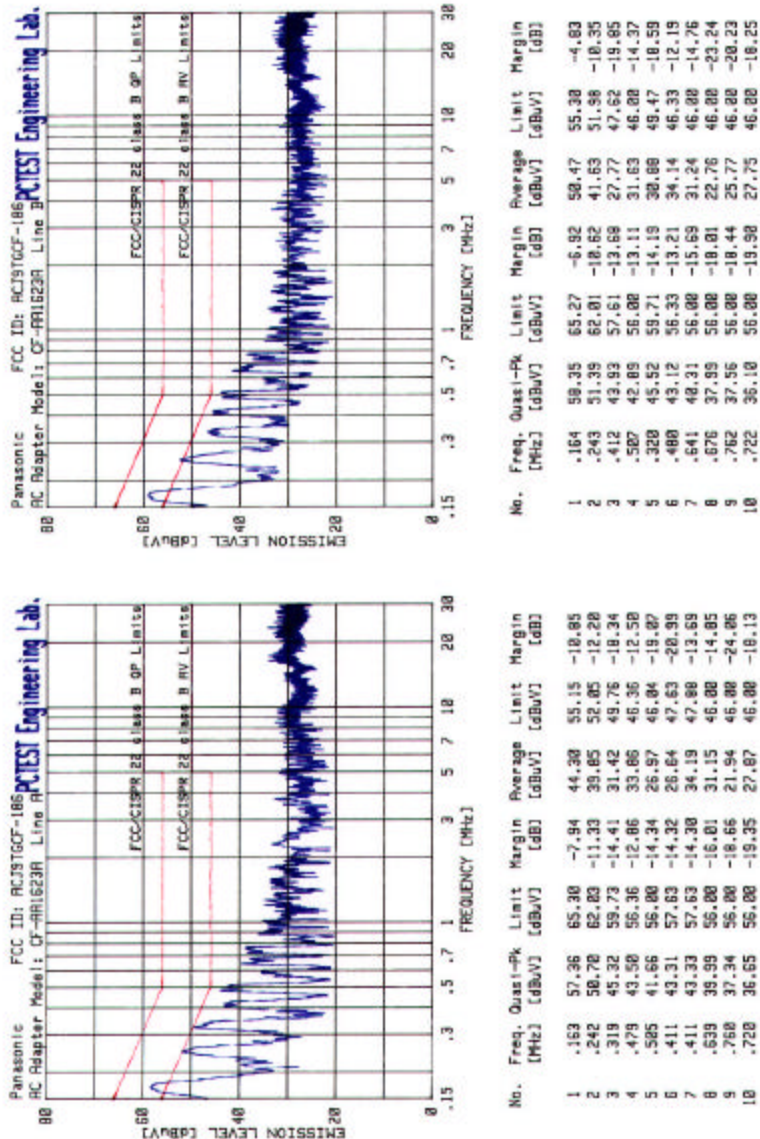 PCTEST Engineering Lab.
Panasonic FCC ID: ACJ9TGCF-186
AC Adapter Model: CF-AA1623A Line A
EMISSION LEVEL [dBuV]
80
60
40
20
0
FCC/CISPR 22 class B QP Limits
FCC/CISPR 22 class B AV Limits
.15 .3 .5 .7 1 3 5 7 10 20 30
FREQUENCY [MHz]
No. Freq. Quasi-Pk Limit Margin Average Limit Margin
[MHz] [dBuV] [dBuV] [dB] [dBuV] [dBuV] [dB]
1 .163 57.36 65.30 -7.94 44.30 55.15 -10.85
2 .242 50.70 62.03 -11.33 39.85 52.05 -12.20
3 .319 45.32 59.73 -14.41 31.42 49.76 -18.34
4 .479 43.50 56.36 -12.86 33.86 46.36 -12.50
5 .505 41.66 56.00 -14.34 26.97 46.04 -19.07
6 .411 43.31 57.63 -14.32 26.64 47.63 -20.99
7 .411 43.33 57.63 -14.30 34.19 47.88 -13.69
8 .639 39.99 56.00 -16.01 31.15 46.00 -14.85
9 .760 37.34 56.00 -18.66 21.94 46.00 -24.06
10 .720 36.65 56.00 -19.35 27.87 46.00 -18.13
PCTEST Engineering Lab.
Panasonic FCC ID: ACJ9TGCF-186
AC Adapter Model: CF-AA1623A Line B
EMISSION LEVEL [dBuV]
80
60
40
20
0
FCC/CISPR 22 class B QP Limits
FCC/CISPR 22 class B AV Limits
.15 .3 .5 .7 1 3 5 7 10 20 30
FREQUENCY [MHz]
No. Freq. Quasi-Pk Limit Margin Average Limit Margin
[MHz] [dBuV] [dBuV] [dB] [dBuV] [dBuV] [dB]
1 .164 58.35 65.27 -6.92 50.47 55.30 -4.83
2 .243 51.39 62.01 -10.62 41.63 51.98 -10.35
3 .412 43.93 57.61 -13.68 27.77 47.62 -19.85
4 .507 42.89 56.00 -13.11 31.63 46.00 -14.37
5 .320 45.52 59.71 -14.19 30.88 49.47 -18.59
6 .480 43.12 56.33 -13.21 34.14 46.33 -12.19
7 .641 40.31 56.00 -15.69 31.24 46.00 -14.76
8 .676 37.99 56.00 -18.01 22.76 46.00 -23.24
9 .762 37.56 56.00 -18.44 25.77 46.00 -20.23
10 .722 36.10 56.00 -19.90 27.75 46.00 -18.25